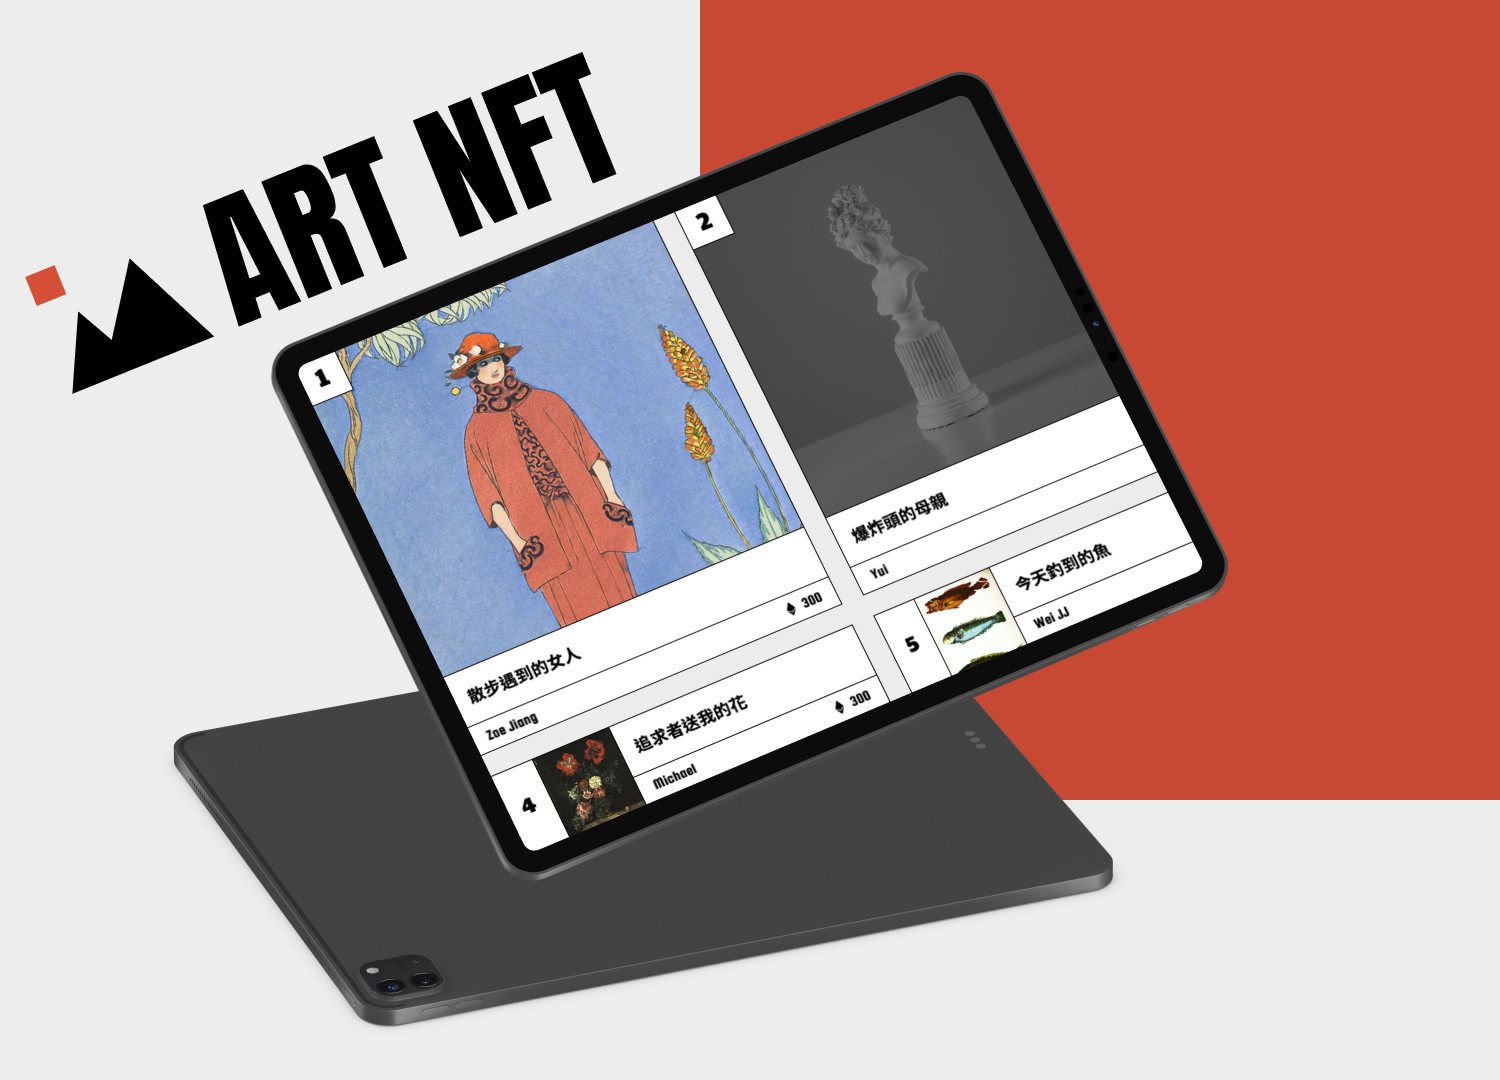 ART NFT
1
散步遇到的女人
Zoe Jiang
300
2
爆炸頭的母親
Yui
4
追求者送我的花
Michael
300
5
今天釣到的魚
Wei JJ